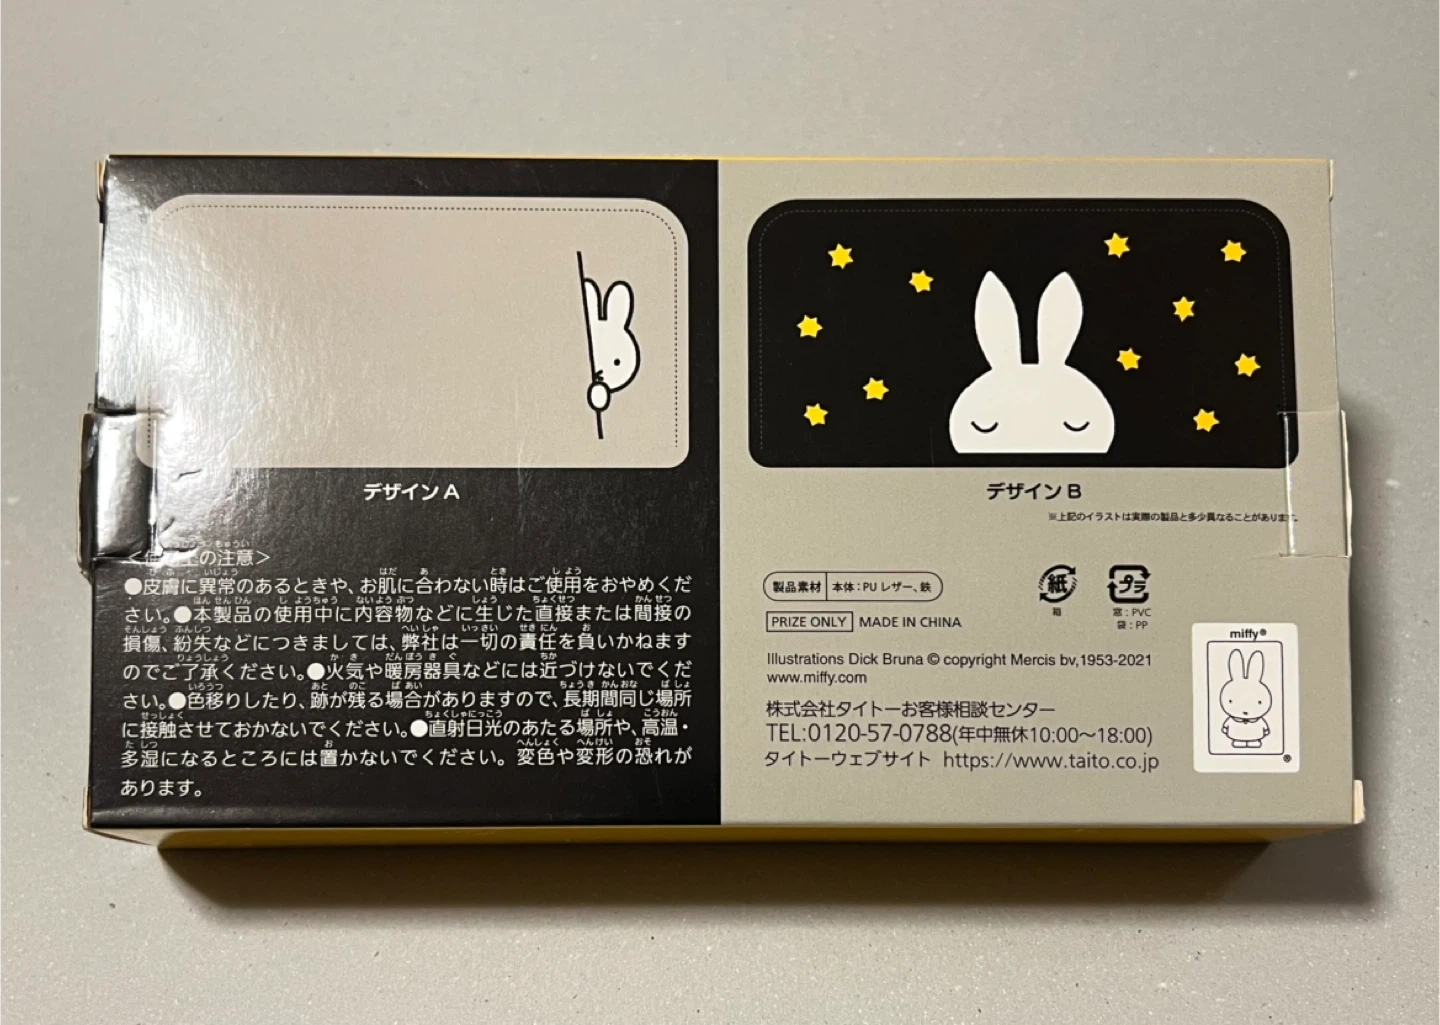 デザインA
の注意>
●皮膚に異常のあるときや、お肌に合わない時はご使用をおやめくだ
さい。●本製品の使用中に内容物などに生じた直接または間接の
損傷、紛失などにつきましては、弊社は一切の責任を負いかねます
のでご了承ください。●火気や暖房器具などには近づけないでくだ
さい。●色移りしたり、跡が残る場合がありますので、長期間同じ場所
に接触させておかないでください。●直射日光のあたる場所や、高温・
多湿になるところには置かないでください。変色や変形の恐れが
あります。
デザインB
※上記のイラストは実際の製品と多少異なることがあります。
製品素材 本体:PU レザー、鉄
PRIZE ONLY MADE IN CHINA
紙
箱
プラ
窓:PVC
袋:PP
Illustrations Dick Bruna © copyright Mercis bv,1953-2021
www.miffy.com
株式会社タイトーお客様相談センター
TEL:0120-57-0788(年中無休10:00〜18:00)
タイトーウェブサイト https://www.taito.co.jp
miffy®
®